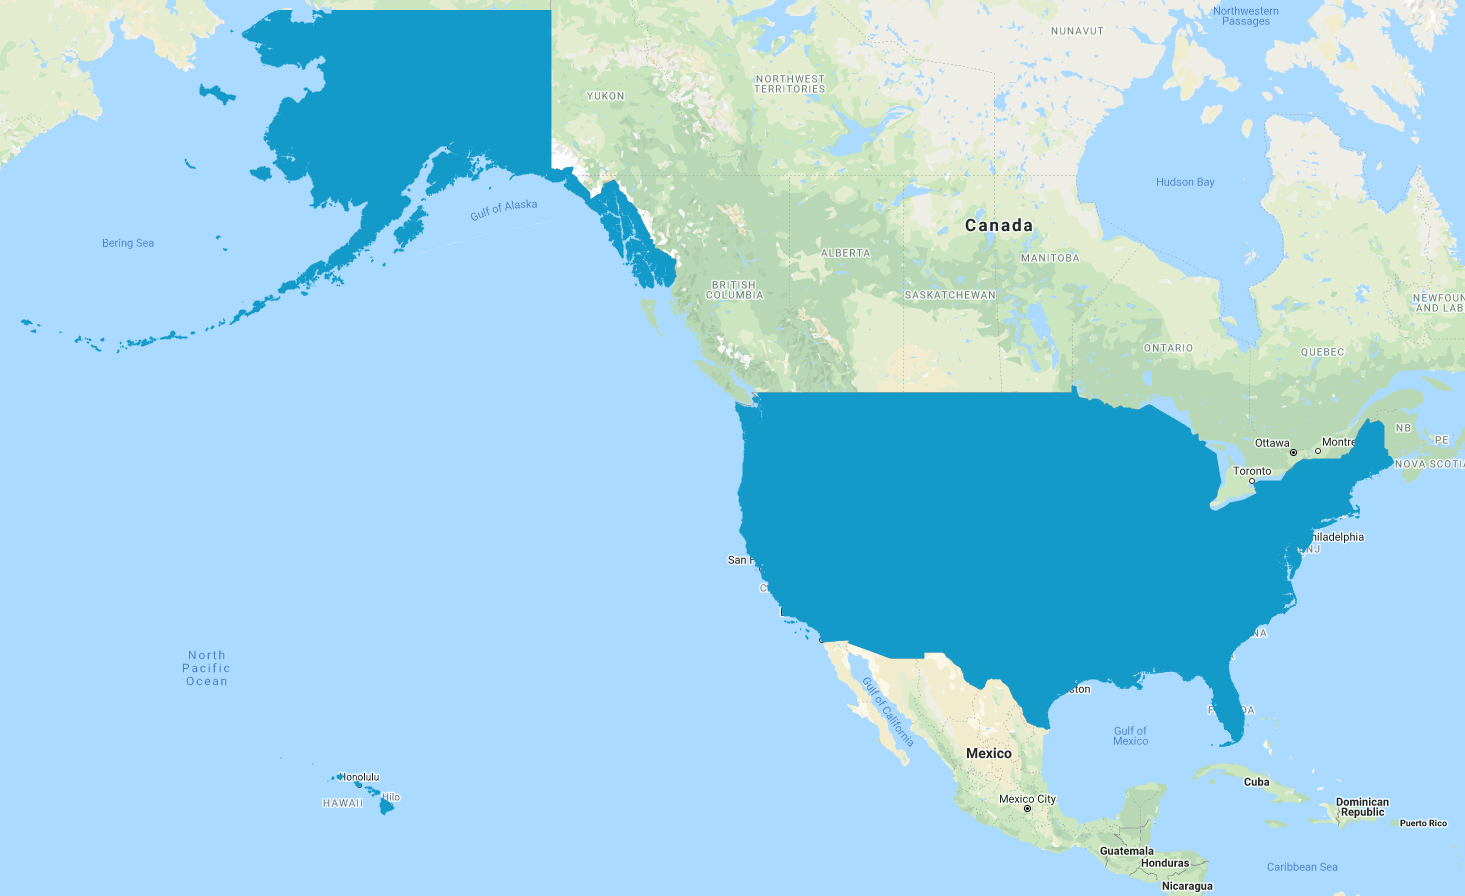 Northwestern
Passages
NUNAVUT
NORTHWEST
TERRITORIES
YUKON
Hudson Bay
Gulf of Alaska
Canada
Bering Sea
ALBERTA
MANITOBA
BRITISH
COLUMBIA
SASKATCHEWAN
NEWFOUN
AND LAB
ONTARIO
QUEBEC
NB
Ottawa
Montre
PE
NOVA SCOTIA
Toronto
hiladelphia
NJ
San F
C
L
NA
North
Pacific
Ocean
Gulf of California
ston
F
DA
Gulf of
Mexico
Mexico
Honolulu
Hilo
HAWAII
Cuba
Mexico City
Dominican
Republic
Puerto Rico
Guatemala
Honduras
Caribbean Sea
Nicaragua